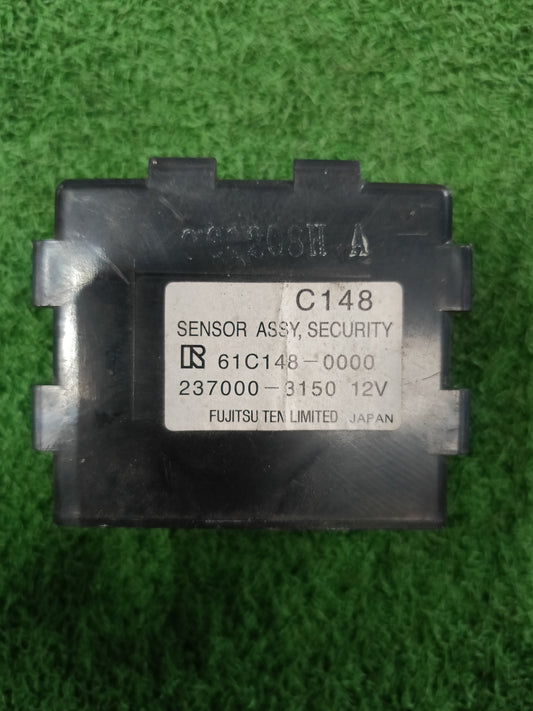 C148
SENSOR ASSY, SECURITY
R 61C148-0000
237000-3150 12V
FUJITSU TEN LIMITED JAPAN